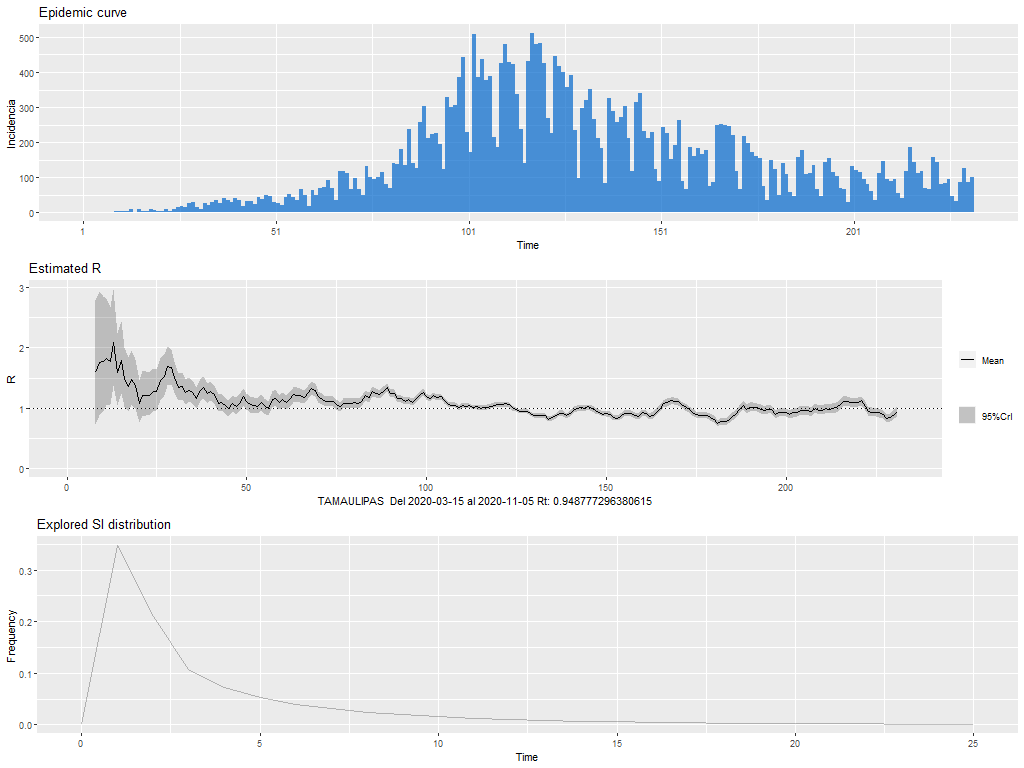 Epidemic curve
Incidencia
500
400
300
200
100
0
1
51
101
151
201
Time
Estimated R
R
3
2
1
0
0
50
100
150
200
TAMAULIPAS Del 2020-03-15 al 2020-11-05 Rt: 0.948777296380615
Mean
95%CrI
Explored SI distribution
Frequency
0.3
0.2
0.1
0.0
0
5
10
15
20
25
Time